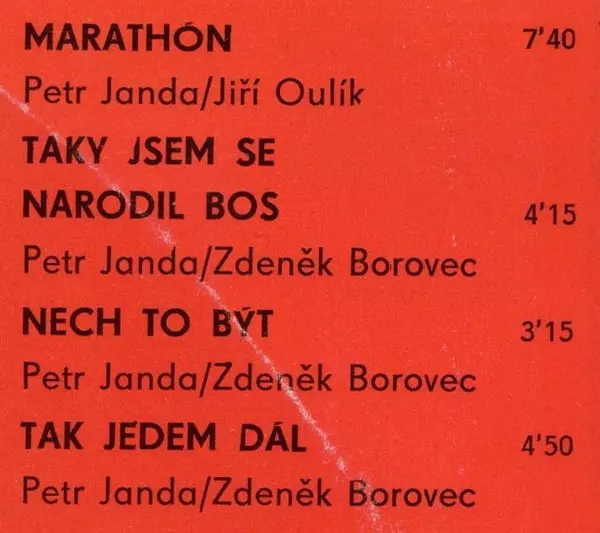 MARATHÓN 7'40
Petr Janda/Jiří Oulík
TAKY JSEM SE
NARODIL BOS 4'15
Petr Janda/Zdeněk Borovec
NECH TO BÝT 3'15
Petr Janda/Zdeněk Borovec
TAK JEDEM DÁL 4'50
Petr Janda/Zdeněk Borovec